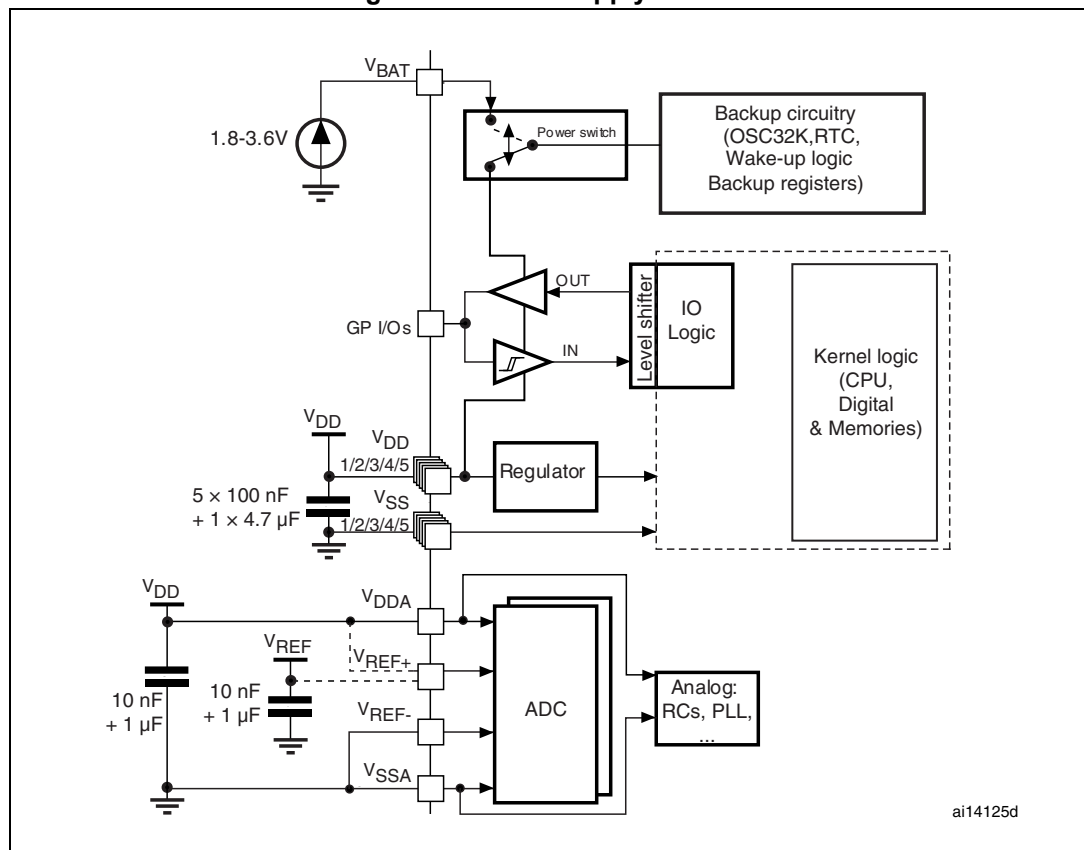 VBAT
1.8-3.6V
Power switch
Backup circuitry
(OSC32K,RTC,
Wake-up logic
Backup registers)
GP I/Os
OUT
IN
Level shifter
IO
Logic
Kernel logic
(CPU,
Digital
& Memories)
VDD
VDD
1/2/3/4/5
Regulator
5 × 100 nF
+ 1 × 4.7 µF
VSS
1/2/3/4/5
VDD
VDDA
VREF
VREF+
10 nF
+ 1 µF
10 nF
+ 1 µF
VREF-
ADC
Analog:
RCs, PLL,
...
VSSA
ai14125d